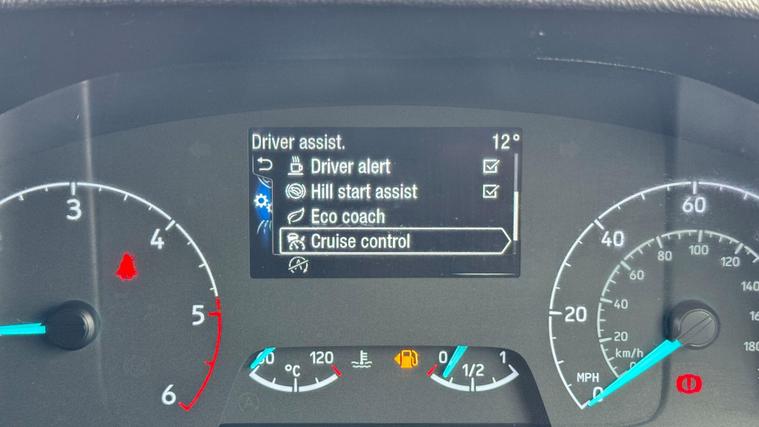 Driver assist. 12°
Driver alert
Hill start assist
Eco coach
Cruise control
3
4
5
6
60
40
20
0
MPH
80 100 120
60
40
20
km/h
180
120
°C
0 1/2 1